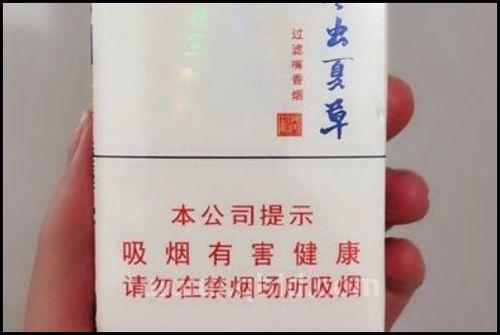 虫夏草
过滤嘴香烟
本公司提示
吸烟有害健康
请勿在禁烟场所吸烟